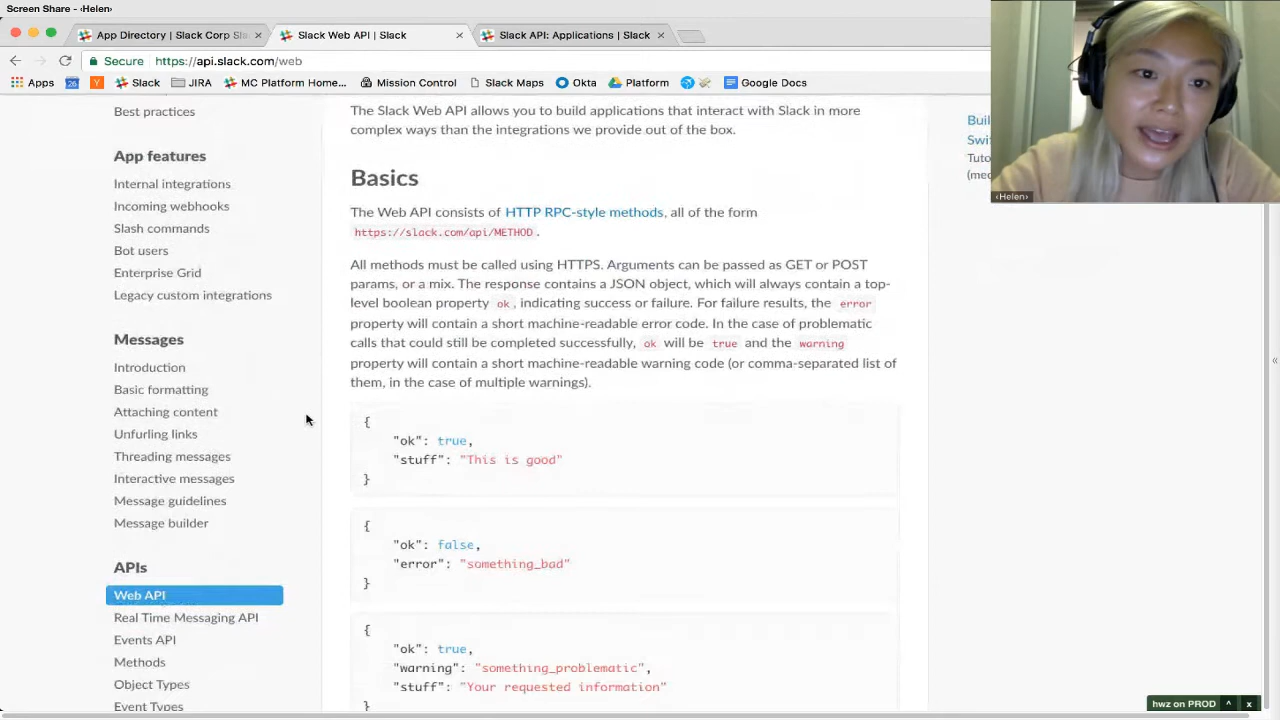 Screen Share - ‹Helen›
App Directory | Slack Corp Sla
Slack Web API | Slack
Slack API: Applications | Slack
Secure
https://api.slack.com/web
Apps
26
Y
Slack
JIRA
MC Platform Home...
Mission Control
Slack Maps
Okta
Platform
Google Docs
Best practices
App features
Internal integrations
Incoming webhooks
Slash commands
Bot users
Enterprise Grid
Legacy custom integrations
Messages
Introduction
Basic formatting
Attaching content
Unfurling links
Threading messages
Interactive messages
Message guidelines
Message builder
APIs
Web API
Real Time Messaging API
Events API
Methods
Object Types
Event Types
The Slack Web API allows you to build applications that interact with Slack in more
complex ways than the integrations we provide out of the box.
Basics
The Web API consists of HTTP RPC-style methods, all of the form
https://slack.com/api/METHOD.
All methods must be called using HTTPS. Arguments can be passed as GET or POST
params, or a mix. The response contains a JSON object, which will always contain a top-
level boolean property ok, indicating success or failure. For failure results, the error
property will contain a short machine-readable error code. In the case of problematic
calls that could still be completed successfully, ok will be true and the warning
property will contain a short machine-readable warning code (or comma-separated list of
them, in the case of multiple warnings).
{
"ok": true,
"stuff": "This is good"
}
{
"ok": false,
"error": "something_bad"
}
{
"ok": true,
"warning": "something_problematic",
"stuff": "Your requested information"
}
Buil
Swif
Tuto
(med
‹Helen›
hwz on PROD ^ x